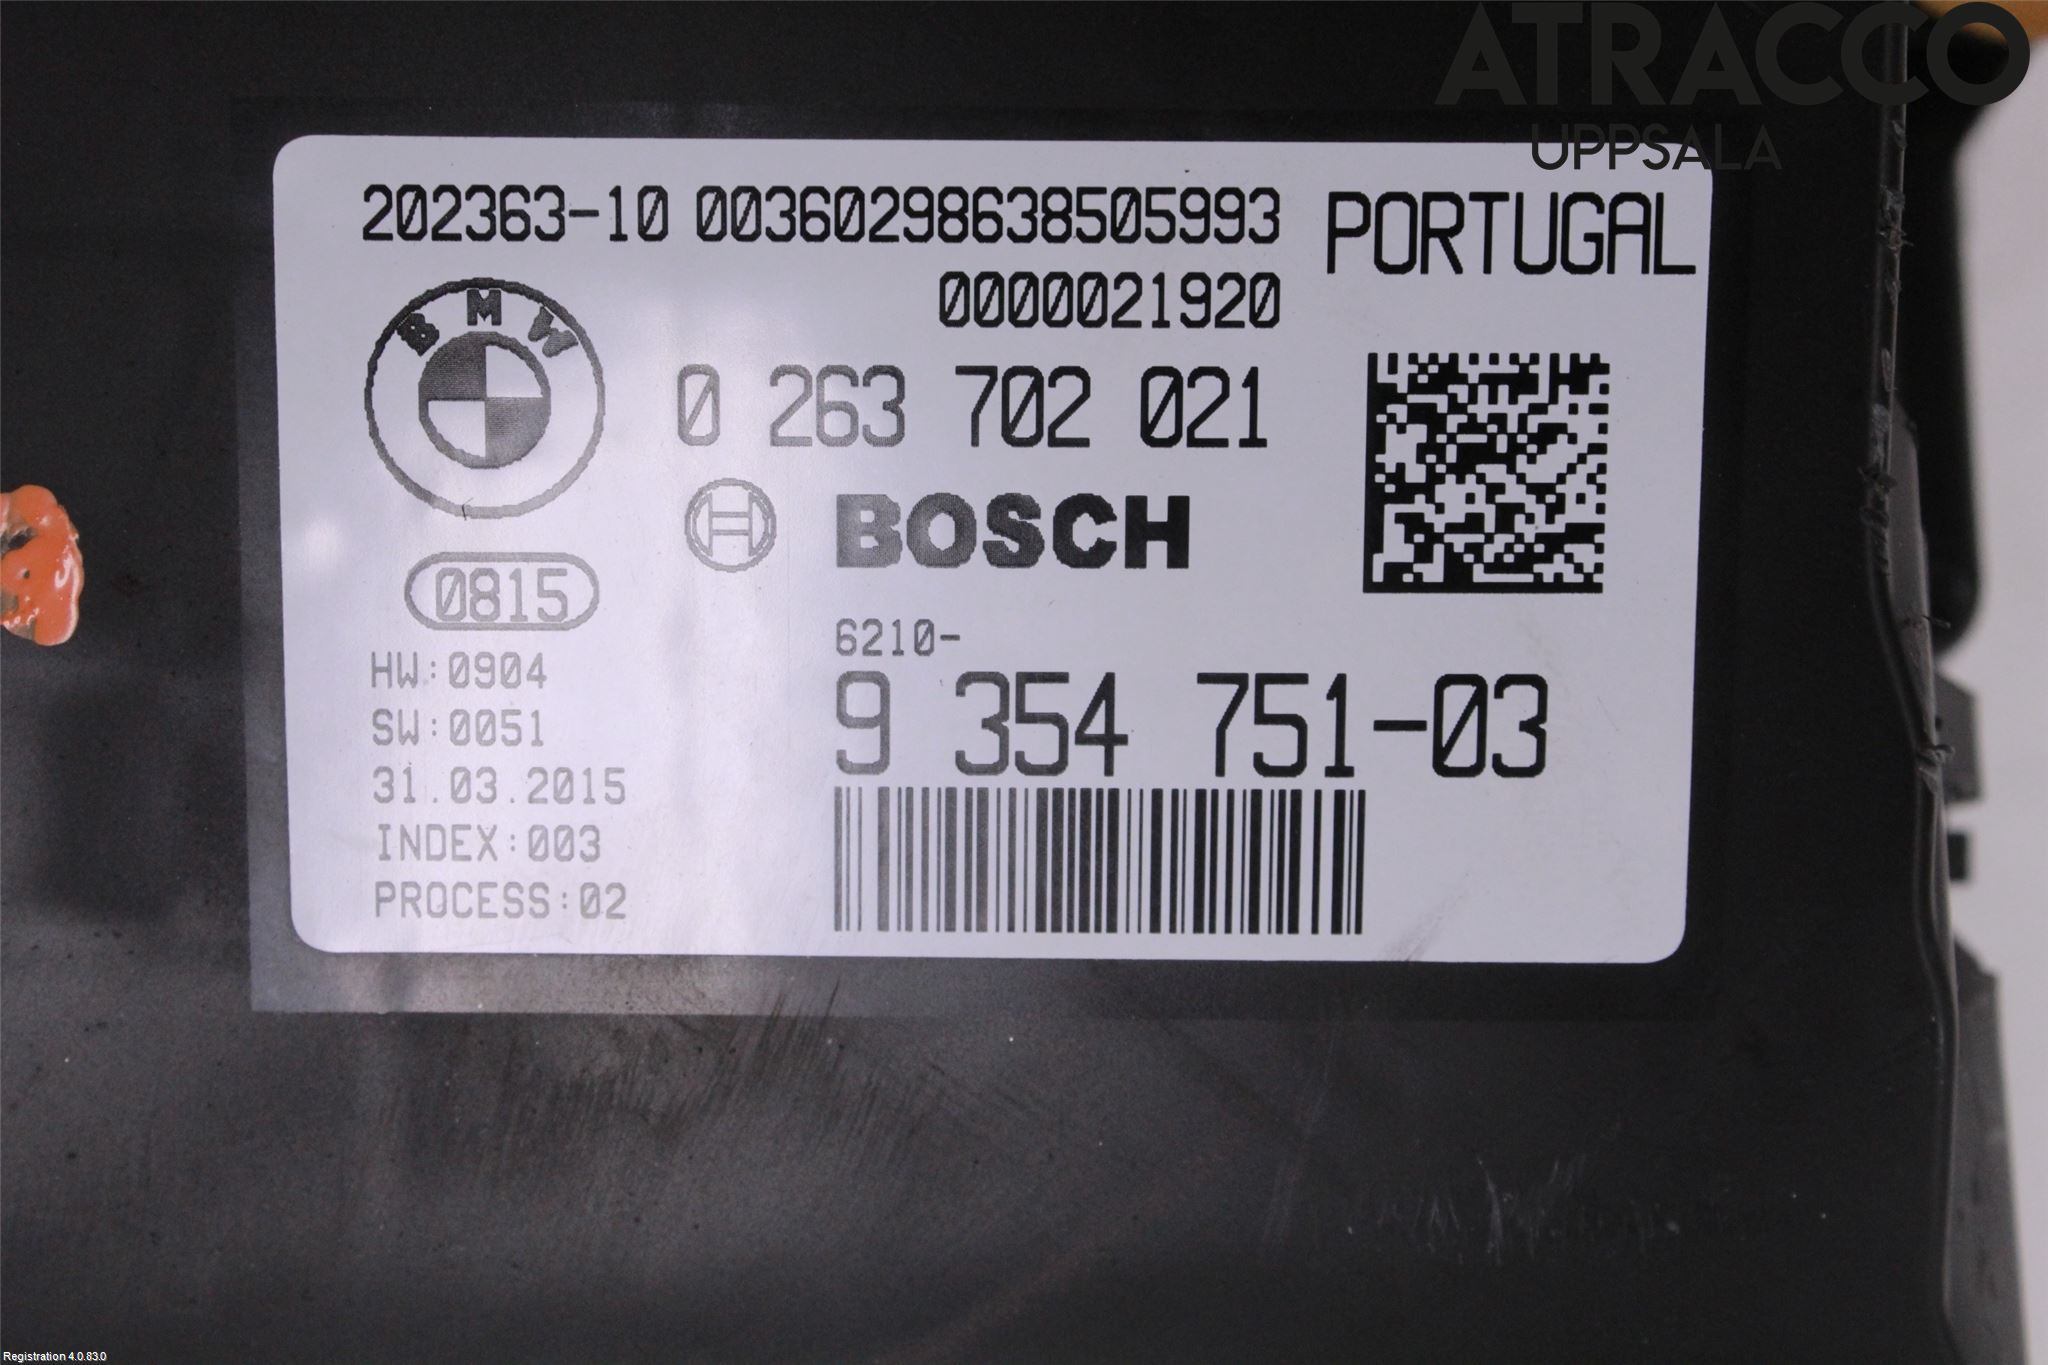 ATRACCO
UPPSALA
202363-10 00360298638505993 PORTUGAL
0000021920
BMW
0 263 702 021
BOSCH
0815
6210-
HW:0904
9 354 751-03
SW:0051
31.03.2015
INDEX:003
PROCESS:02
Registration 4.0.83.0